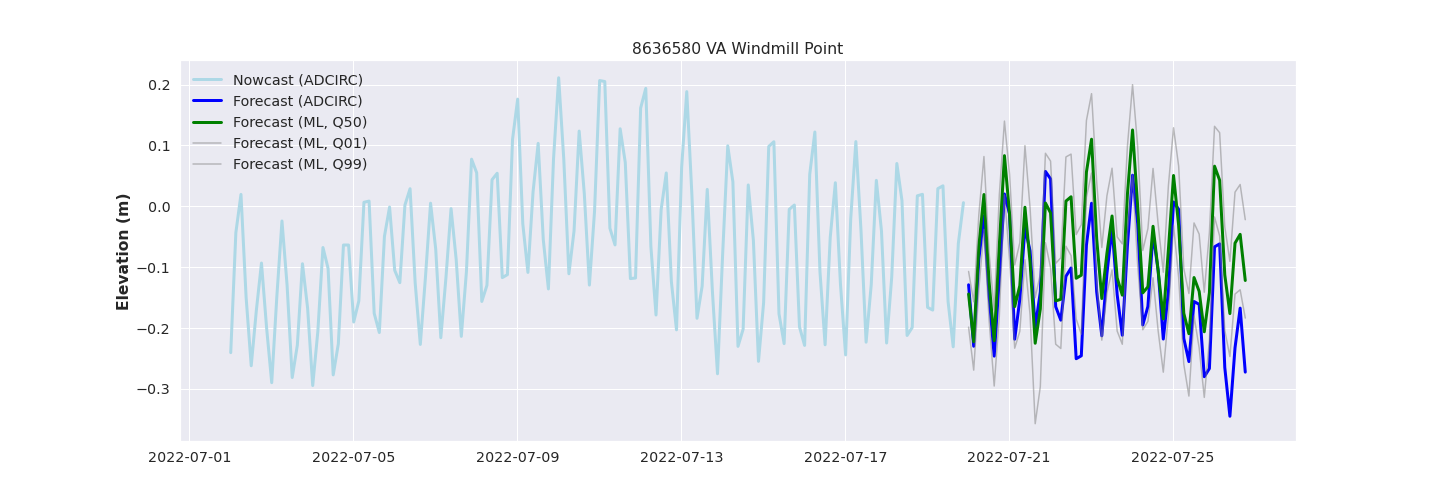 8636580 VA Windmill Point
Nowcast (ADCIRC)
Forecast (ADCIRC)
Forecast (ML, Q50)
Forecast (ML, Q01)
Forecast (ML, Q99)
Elevation (m)
0.2
0.1
0.0
−0.1
−0.2
−0.3
2022-07-01 2022-07-05 2022-07-09 2022-07-13 2022-07-17 2022-07-21 2022-07-25